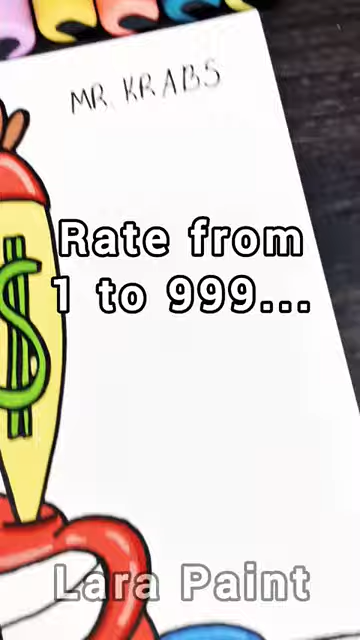 MR. KRABS
Rate from
1 to 999...
$
Lara Paint